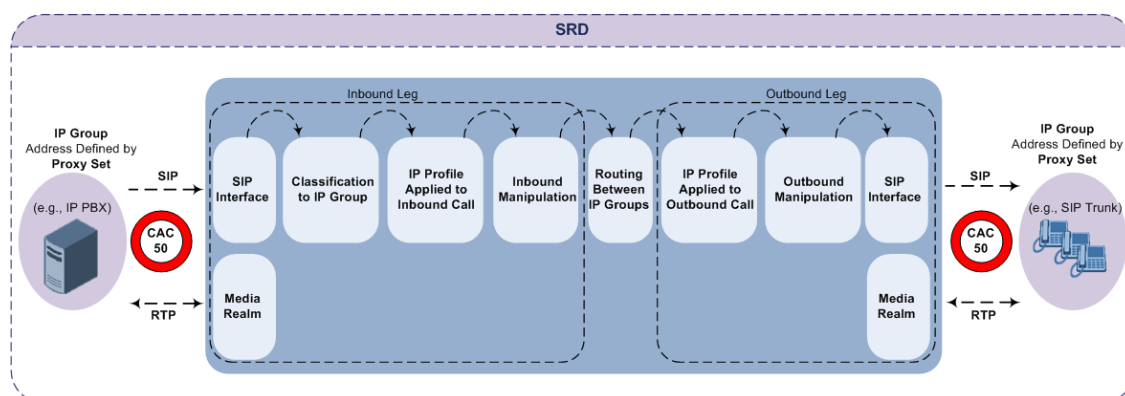 SRD
Inbound Leg
Outbound Leg
IP Group
Address Defined by
Proxy Set
(e.g., IP PBX)
SIP
CAC
50
RTP
SIP
Interface
Classification
to IP Group
IP Profile
Applied to
Inbound Call
Inbound
Manipulation
Routing
Between
IP Groups
IP Profile
Applied to
Outbound Call
Outbound
Manipulation
SIP
Interface
Media
Realm
Media
Realm
SIP
CAC
50
RTP
IP Group
Address Defined by
Proxy Set
(e.g., SIP Trunk)